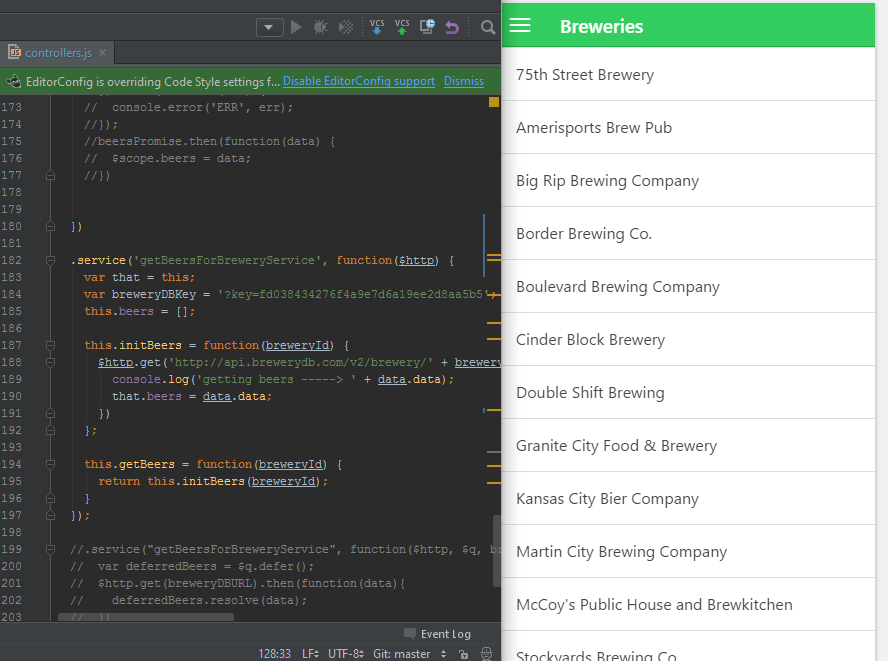 VCS VCS
controllers.js ×
EditorConfig is overriding Code Style settings f... Disable EditorConfig support Dismiss
173 // console.error('ERR', err);
174 //});
175 //beersPromise.then(function(data) {
176 // $scope.beers = data;
177 //})
178
179
180 })
181
182 .service('getBeersForBreweryService', function($http) {
183 var that = this;
184 var breweryDBKey = '?key=fd038434276f4a9e7d6a19ee2d8aa5b5';
185 this.beers = [];
186
187 this.initBeers = function(breweryId) {
188 $http.get('http://api.brewerydb.com/v2/brewery/' + brewery
189 console.log('getting beers -----> ' + data.data);
190 that.beers = data.data;
191 })
192 };
193
194 this.getBeers = function(breweryId) {
195 return this.initBeers(breweryId);
196 }
197 });
198
199 //.service("getBeersForBreweryService", function($http, $q, br
200 // var deferredBeers = $q.defer();
201 // $http.get(breweryDBURL).then(function(data){
202 // deferredBeers.resolve(data);
203 // })
Event Log
128:33 LF UTF-8 Git: master
Breweries
75th Street Brewery
Amerisports Brew Pub
Big Rip Brewing Company
Border Brewing Co.
Boulevard Brewing Company
Cinder Block Brewery
Double Shift Brewing
Granite City Food & Brewery
Kansas City Bier Company
Martin City Brewing Company
McCoy's Public House and Brewkitchen
Stockyards Brewing Co.